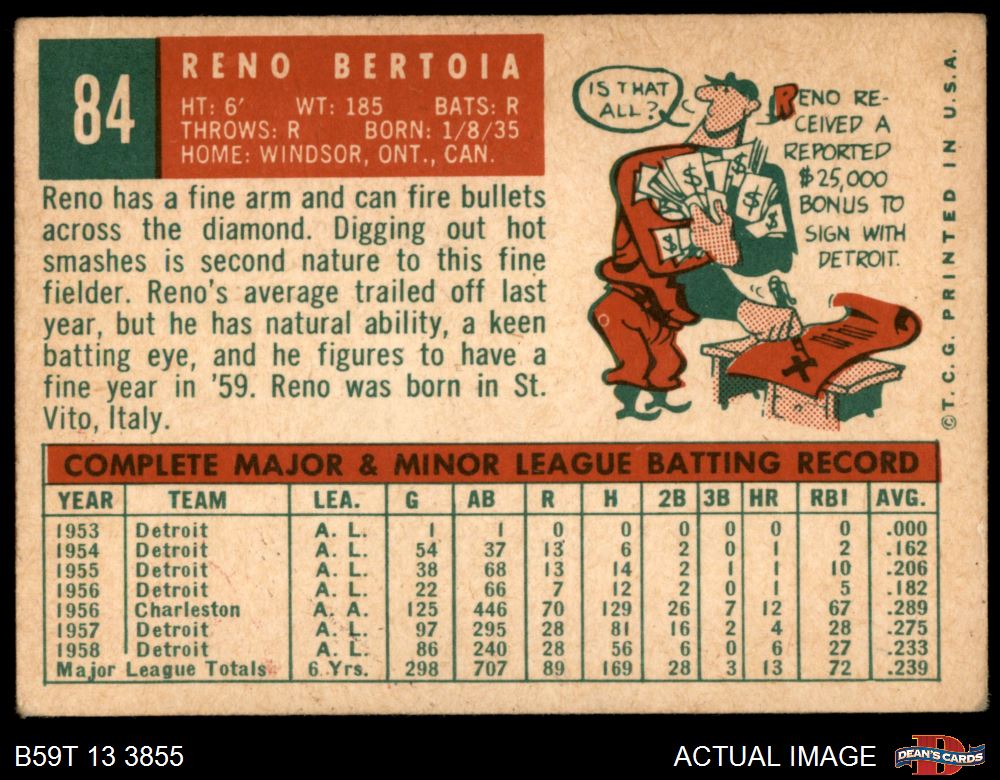 84
RENO BERTOIA
HT: 6' WT: 185 BATS: R
THROWS: R BORN: 1/8/35
HOME: WINDSOR, ONT., CAN.
Reno has a fine arm and can fire bullets
across the diamond. Digging out hot
smashes is second nature to this fine
fielder. Reno's average trailed off last
year, but he has natural ability, a keen
batting eye, and he figures to have a
fine year in '59. Reno was born in St.
Vito, Italy.
IS THAT
ALL?
RENO RE-
CEIVED A
REPORTED
$25,000
BONUS TO
SIGN WITH
DETROIT.
$
$
$
$
$
X
© T. C. G. PRINTED IN U.S.A.
COMPLETE MAJOR & MINOR LEAGUE BATTING RECORD
YEAR TEAM LEA. G AB R H 2B 3B HR RBI AVG.
1953 Detroit A. L. 1 1 0 0 0 0 0 0 .000
1954 Detroit A. L. 54 37 13 6 2 0 1 2 .162
1955 Detroit A. L. 38 68 13 14 2 1 1 10 .206
1956 Detroit A. L. 22 66 7 12 2 0 1 5 .182
1956 Charleston A. A. 125 446 70 129 26 7 12 67 .289
1957 Detroit A. L. 97 295 28 81 16 2 4 28 .275
1958 Detroit A. L. 86 240 28 56 6 0 6 27 .233
Major League Totals 6 Yrs. 298 707 89 169 28 3 13 72 .239
B59T 13 3855
ACTUAL IMAGE
D
DEAN'S CARDS